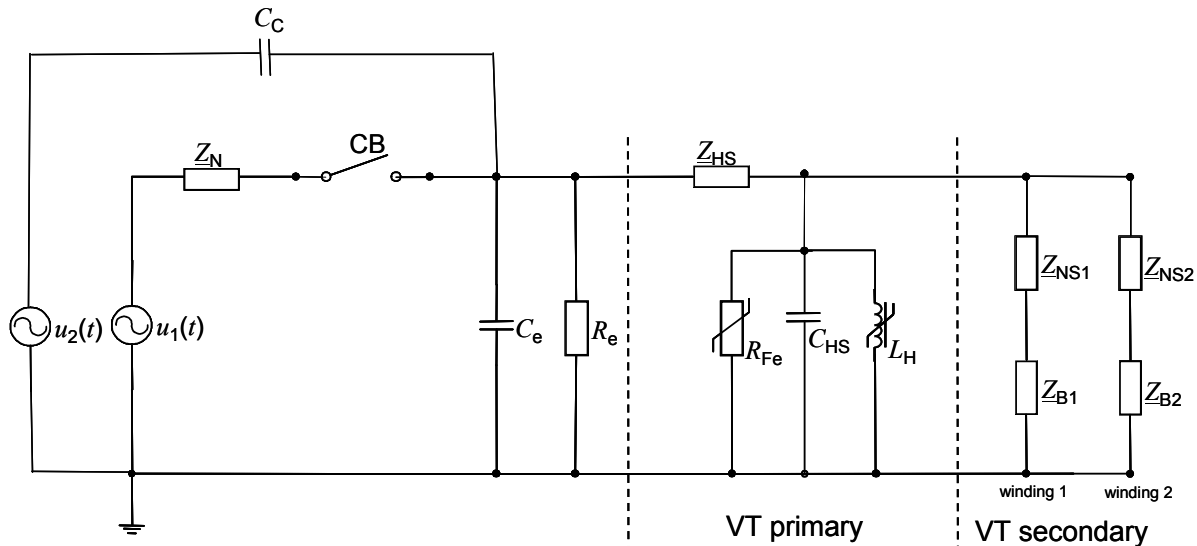 C_C
CB
Z_N
Z_HS
Z_NS1
Z_NS2
u_2(t)
u_1(t)
C_e
R_e
R_Fe
C_HS
L_H
Z_B1
Z_B2
winding 1
winding 2
VT primary
VT secondary